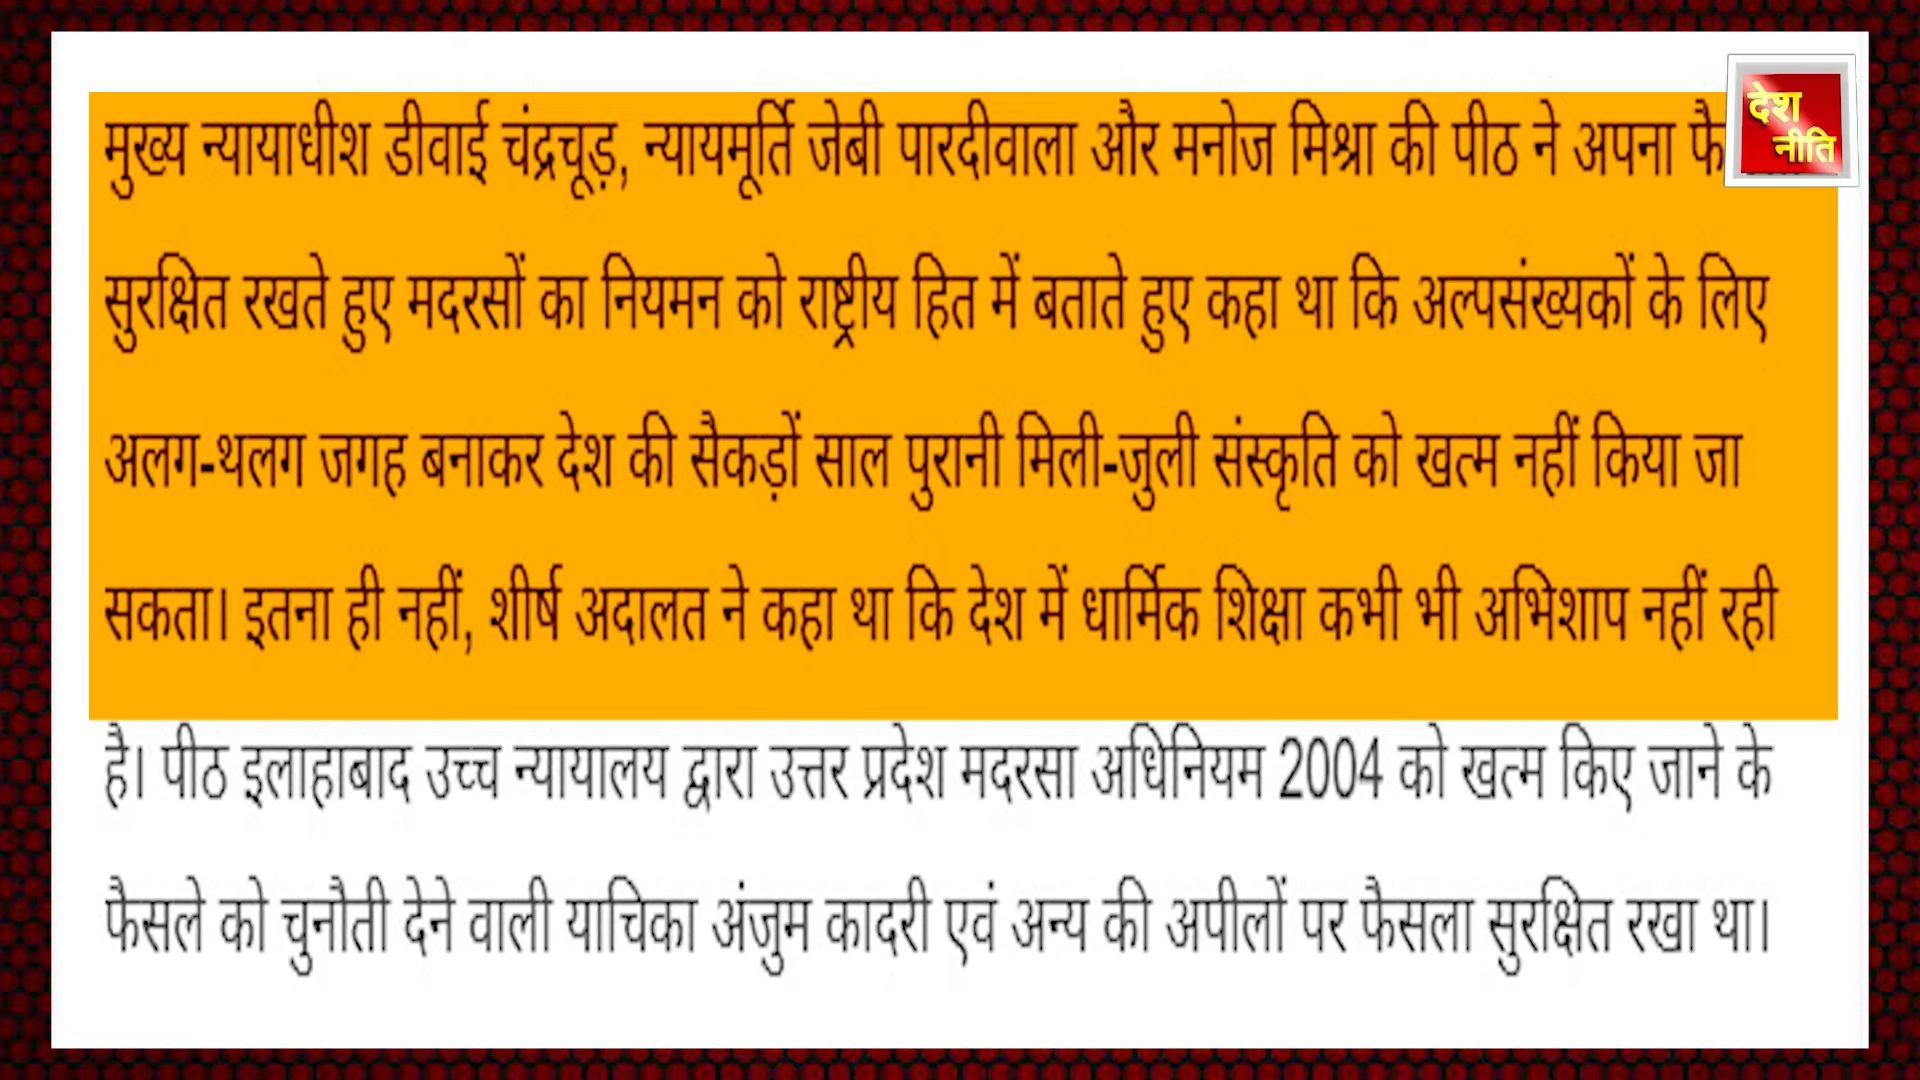 मुख्य न्यायाधीश डीवाई चंद्रचूड़, न्यायमूर्ति जेबी पारदीवाला और मनोज मिश्रा की पीठ ने अपना
देश
नीति
सुरक्षित रखते हुए मदरसों का नियमन को राष्ट्रीय हित में बताते हुए कहा था कि अल्पसंख्यकों के लिए
अलग-थलग जगह बनाकर देश की सैकड़ों साल पुरानी मिली-जुली संस्कृति को खत्म नहीं किया जा
सकता। इतना ही नहीं, शीर्ष अदालत ने कहा था कि देश में धार्मिक शिक्षा कभी भी अभिशाप नहीं रही
है। पीठ इलाहाबाद उच्च न्यायालय द्वारा उत्तर प्रदेश मदरसा अधिनियम 2004 को खत्म किए जाने के
फैसले को चुनौती देने वाली याचिका अंजुम कादरी एवं अन्य की अपीलों पर फैसला सुरक्षित रखा था।